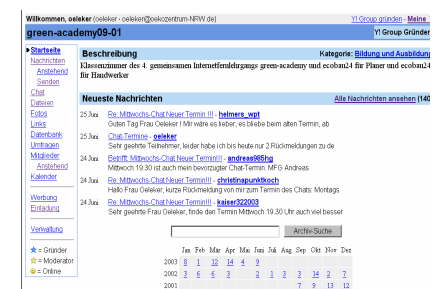 Willkommen, oeleker (oeleker · oeleker@oekozentrum-NRW.de) Y! Group gründen - Meine
green-academy09-01 Y! Group Gründer
Startseite
Nachrichten
Anstehend
Senden
Chat
Dateien
Fotos
Links
Datenbank
Umfragen
Mitglieder
Anstehend
Kalender
Werbung
Einladung
Verwaltung
= Gründer
= Moderator
= Online
Beschreibung Kategorie: Bildung und Ausbildung
Klassenzimmer des 4. gemeinsamen Internetfernlehrgangs green-academy und ecobau24 für Planer und ecobau24
für Handwerker
Neueste Nachrichten Alle Nachrichten ansehen (140
25 Juni Re: Mittwochs-Chat Neuer Termin !!! - helmers_wpt
Guten Tag Frau Oeleker ! Mir wäre es lieber, es bliebe beim alten Termin, ab
25 Juni Chat-Termine - oeleker
Sehr geehrte Teilnehmer, leider habe ich bis heute nur 2 Rückmeldungen zu de
24 Juni Betrifft: Mittwochs-Chat Neuer Termin!!! - andreas98shg
Mittwoch 19.30 ist auch mein bevorzugter Chat-Termin. MFG Andreas
24 Juni Re: Mittwochs-Chat Neuer Termin!!! - christinapunktkoch
Hallo Frau Oeleker, kurze Rückmeldung von mir zum Termin des Chats: Montags
24 Juni Re: Mittwochs-Chat Neuer Termin!!! - kaiser322003
Sehr geehrte Frau Oeleker, finde den Termin Mittwoch 19.30 Uhr auch viel besser
Archiv-Suche
Jan Feb Mär Apr Mai Juni Juli Aug Sep Okt Nov Dez
2003 8 1 12 14 4 9
2002 3 6 6 3 2 1 3 3 14 2 7
2001 7 9 13 12